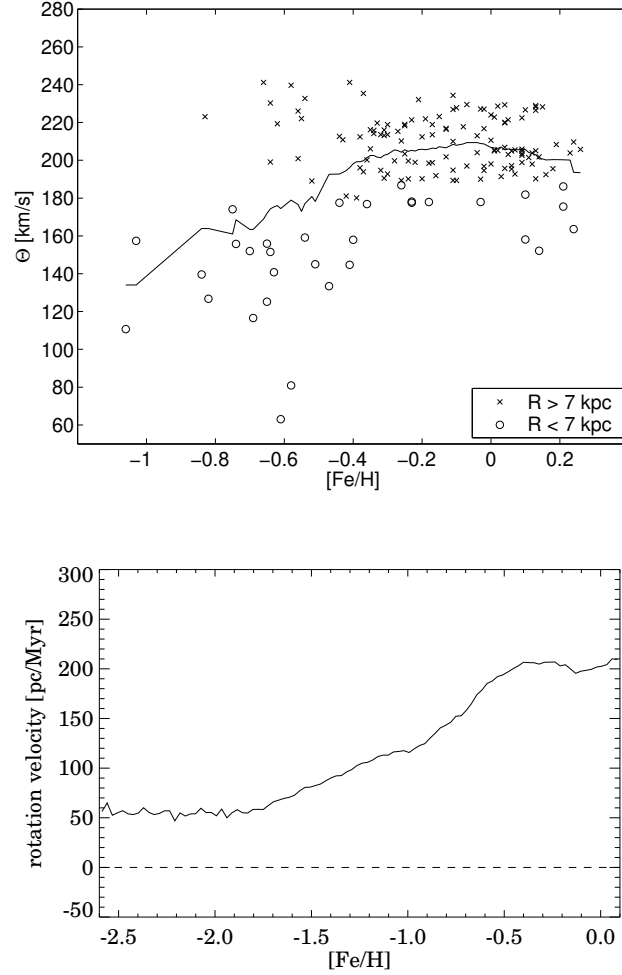 280
260
240
220
200
180
160
140
120
100
80
60
Θ [km/s]
−1 −0.8 −0.6 −0.4 −0.2 0 0.2
[Fe/H]
R > 7 kpc
R < 7 kpc
300
250
200
150
100
50
0
-50
rotation velocity [pc/Myr]
-2.5 -2.0 -1.5 -1.0 -0.5 0.0
[Fe/H]